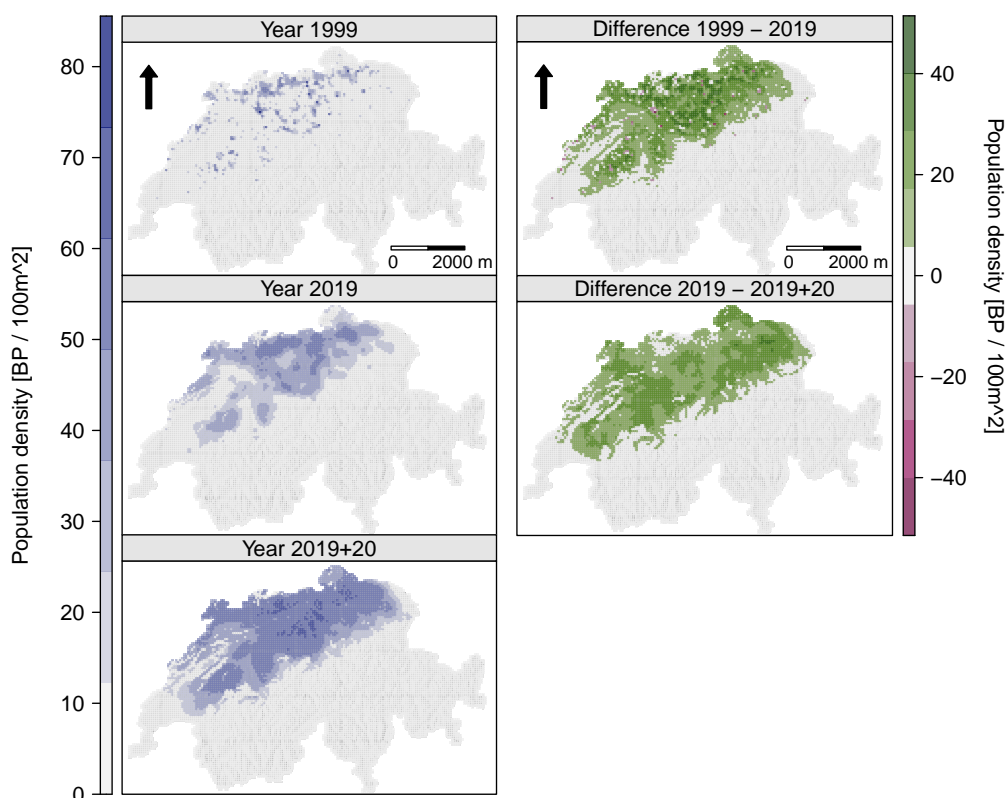 Year 1999
Difference 1999 − 2019
80
70
60
50
40
30
20
10
0
Population density [BP / 100m^2]
2000 m
0
2000 m
0
40
20
0
−20
−40
Population density [BP / 100m^2]
Year 2019
Difference 2019 − 2019+20
Year 2019+20